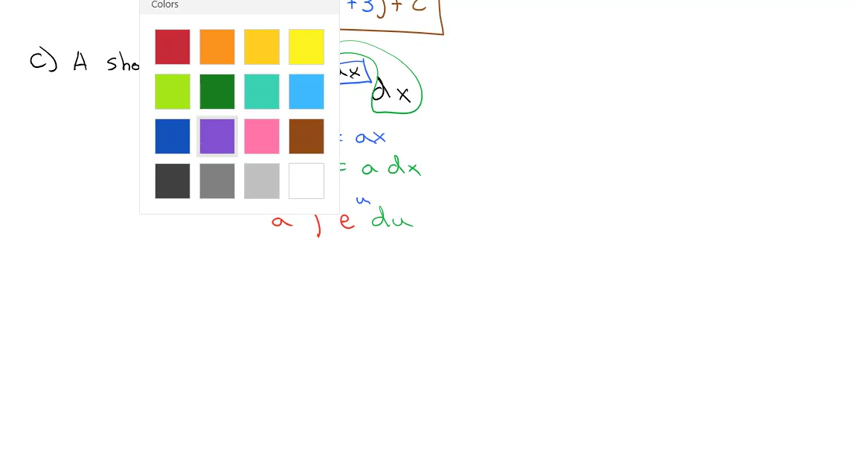 Colors
+3)+C
C) A sho
ax dx
= ax
= a dx
u
a ∫ e du